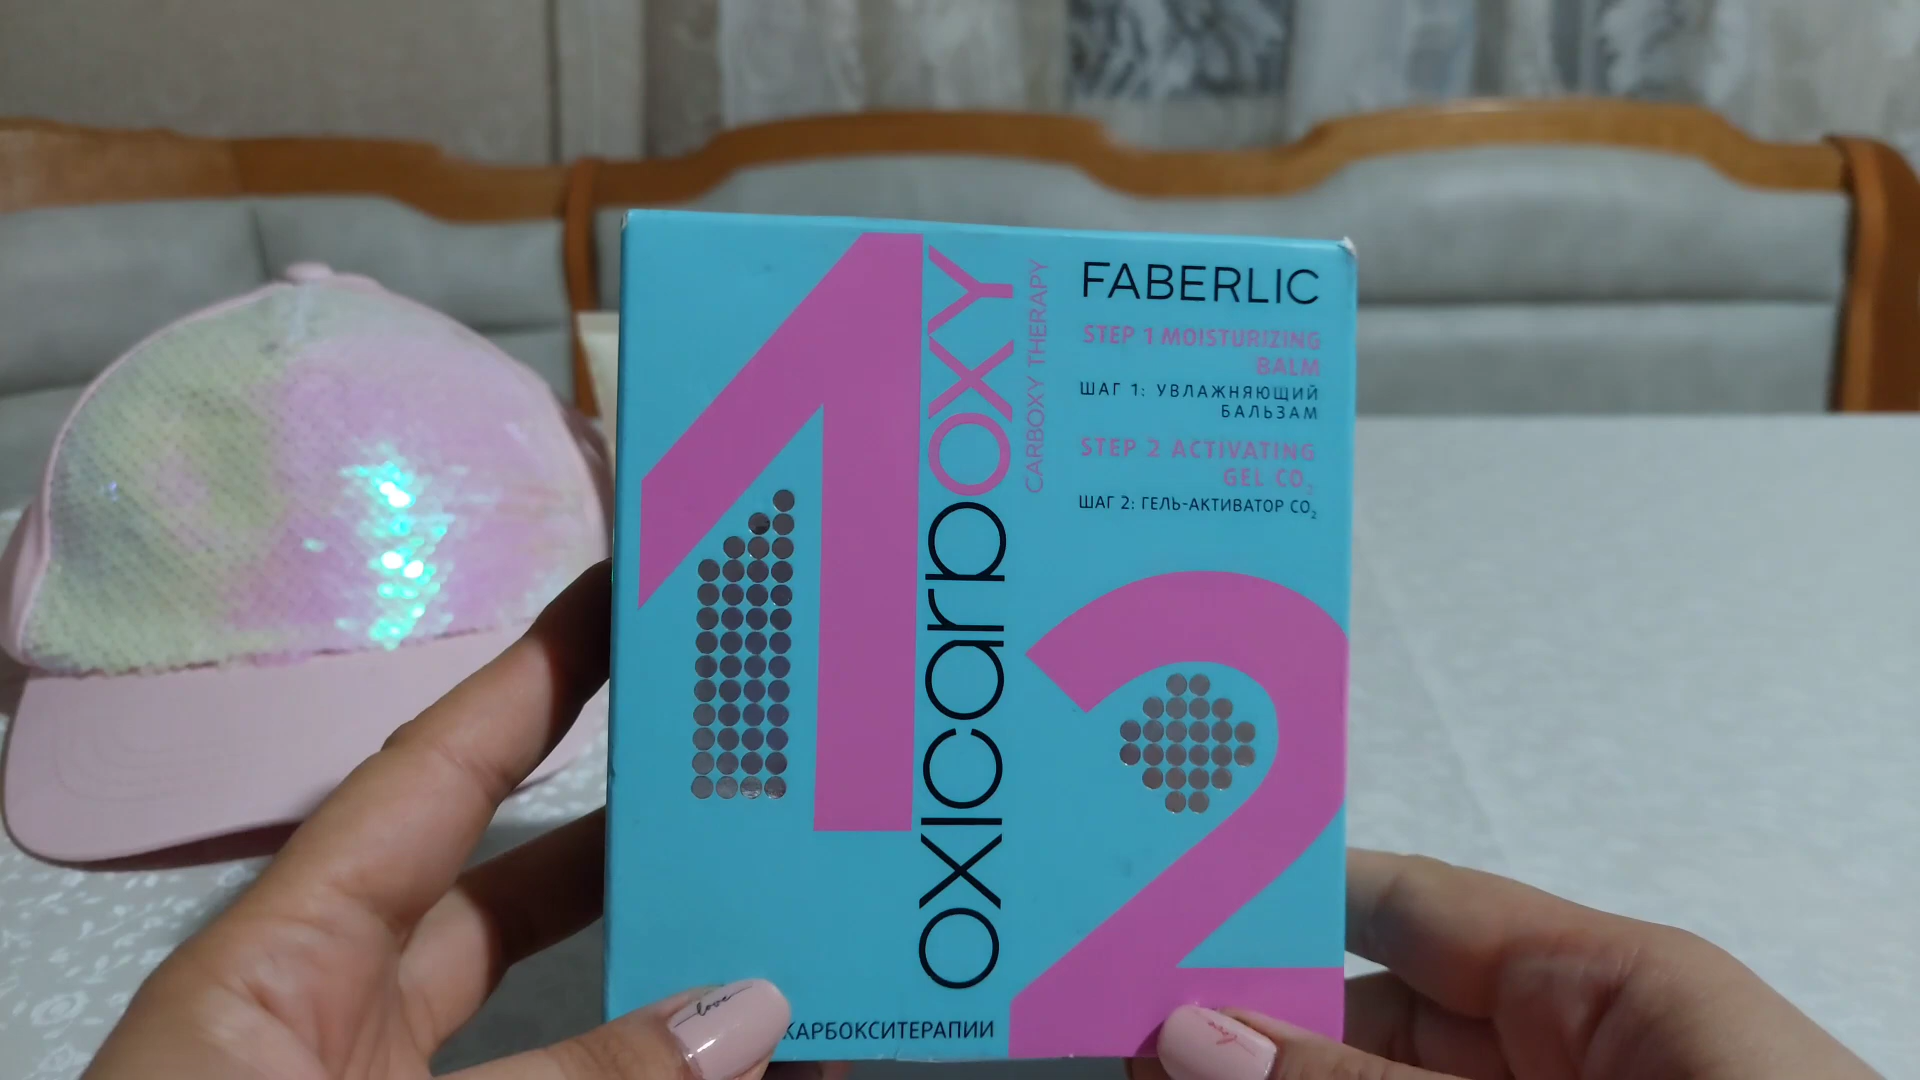 1
oxicarboxy
CARBOXY THERAPY
FABERLIC
STEP 1 MOISTURIZING
BALM
ШАГ 1: УВЛАЖНЯЮЩИЙ
БАЛЬЗАМ
STEP 2 ACTIVATING
GEL CO₂
ШАГ 2: ГЕЛЬ-АКТИВАТОР CO₂
2
КАРБОКСИТЕРАПИИ
love